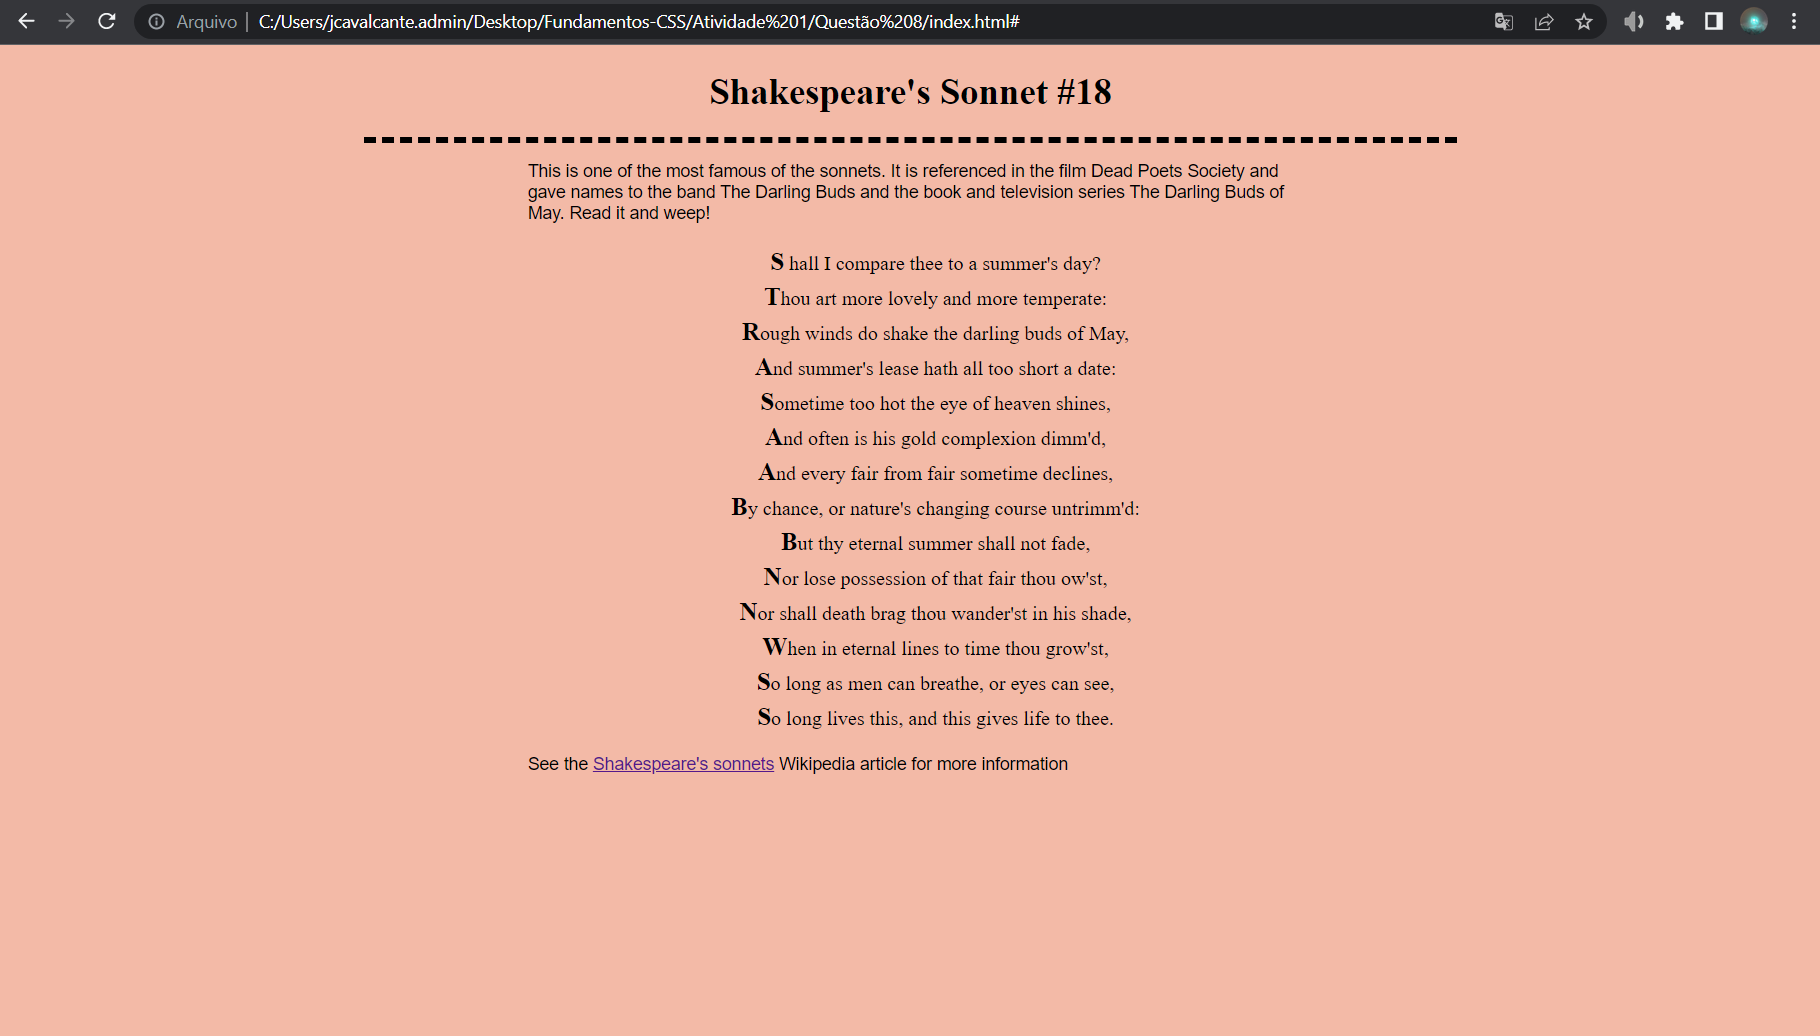 Arquivo | C:/Users/jcavalcante.admin/Desktop/Fundamentos-CSS/Atividade%201/Questão%208/index.html#
Shakespeare's Sonnet #18
This is one of the most famous of the sonnets. It is referenced in the film Dead Poets Society and
gave names to the band The Darling Buds and the book and television series The Darling Buds of
May. Read it and weep!
S hall I compare thee to a summer's day?
Thou art more lovely and more temperate:
Rough winds do shake the darling buds of May,
And summer's lease hath all too short a date:
Sometime too hot the eye of heaven shines,
And often is his gold complexion dimm'd,
And every fair from fair sometime declines,
By chance, or nature's changing course untrimm'd:
But thy eternal summer shall not fade,
Nor lose possession of that fair thou ow'st,
Nor shall death brag thou wander'st in his shade,
When in eternal lines to time thou grow'st,
So long as men can breathe, or eyes can see,
So long lives this, and this gives life to thee.
See the Shakespeare's sonnets Wikipedia article for more information